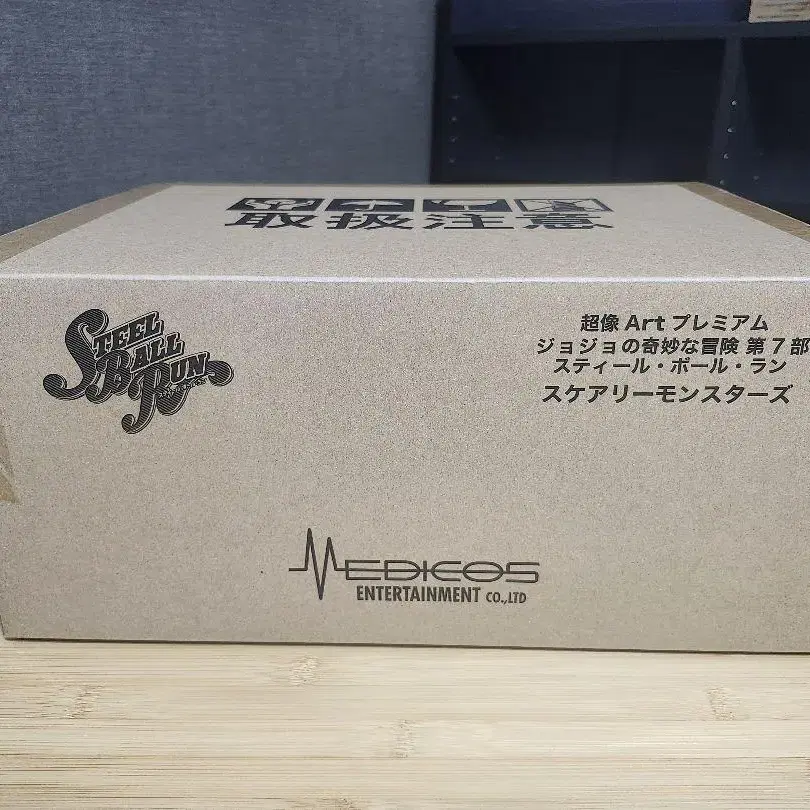 取扱注意
STEEL
BALL
RUN
超像 Art プレミアム
ジョジョの奇妙な冒険 第 7 部
スティール・ボール・ラン
スケアリーモンスターズ
MEDICOS
ENTERTAINMENT CO.,LTD